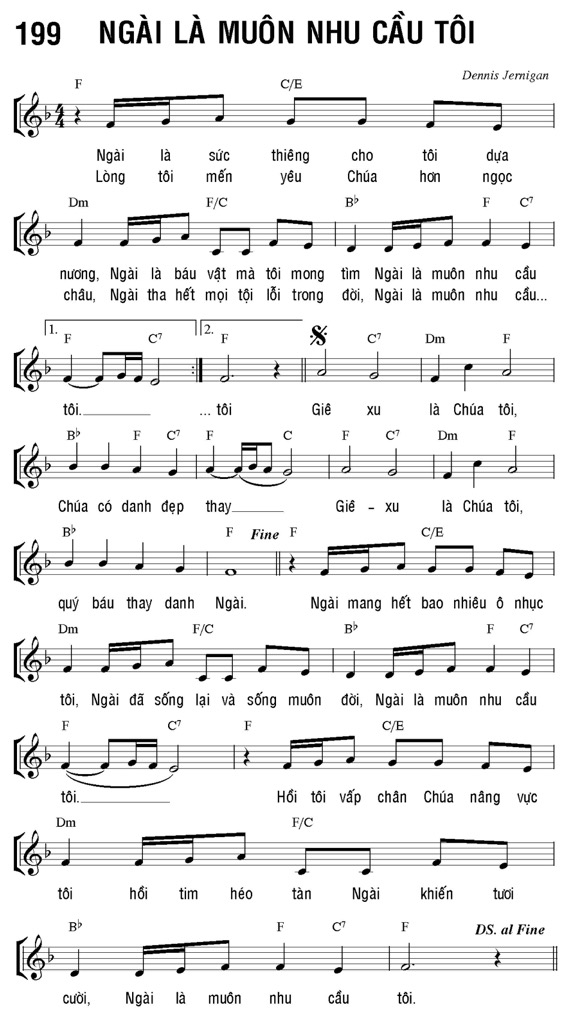 199 NGÀI LÀ MUÔN NHU CẦU TÔI
Dennis Jernigan
F C/E
Ngài là sức thiêng cho tôi dựa
Lòng tôi mến yêu Chúa hơn ngọc
Dm F/C B♭ F C7
nương, Ngài là báu vật mà tôi mong tìm Ngài là muôn nhu cầu
châu, Ngài tha hết mọi tội lỗi trong đời, Ngài là muôn nhu cầu...
1. 2.
F C7 F C7 Dm F
tôi. ... tôi Giê xu là Chúa tôi,
B♭ F C7 F C F C7 Dm F
Chúa có danh đẹp thay Giê – xu là Chúa tôi,
B♭ F Fine F C/E
quý báu thay danh Ngài. Ngài mang hết bao nhiêu ô nhục
Dm F/C B♭ F C7
tôi, Ngài đã sống lại và sống muôn đời, Ngài là muôn nhu cầu
F C7 F C/E
tôi. Hồi tôi vấp chân Chúa nâng vực
Dm F/C
tôi hồi tim héo tàn Ngài khiến tươi
B♭ F C7 F DS. al Fine
cười, Ngài là muôn nhu cầu tôi.